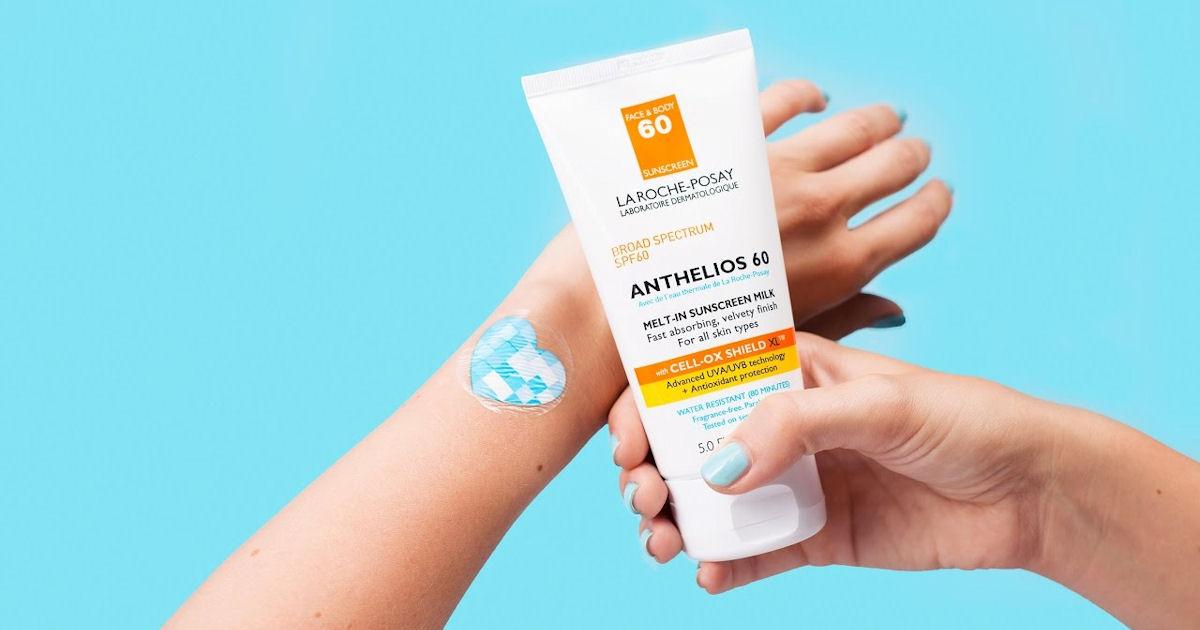 FACE & BODY
60
SUNSCREEN
LA ROCHE-POSAY
LABORATOIRE DERMATOLOGIQUE
BROAD SPECTRUM
SPF60
ANTHELIOS 60
Avec de l'eau thermale de La Roche-Posay
MELT-IN SUNSCREEN MILK
Fast absorbing, velvety finish
For all skin types
with CELL-OX SHIELD XL™
Advanced UVA/UVB technology
+ Antioxidant protection
WATER RESISTANT (80 MINUTES)
Fragrance-free.
Tested on
5.0